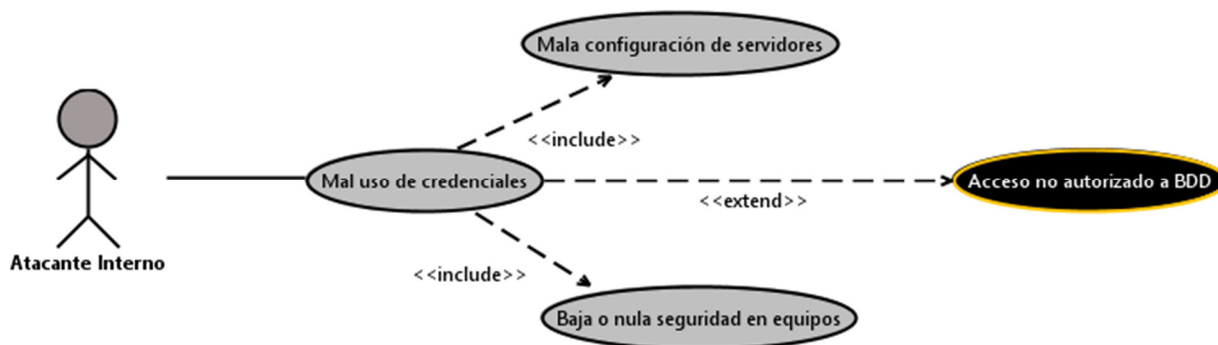 Mala configuración de servidores
<<include>>
Mal uso de credenciales
<<extend>>
Acceso no autorizado a BDD
Atacante Interno
<<include>>
Baja o nula seguridad en equipos